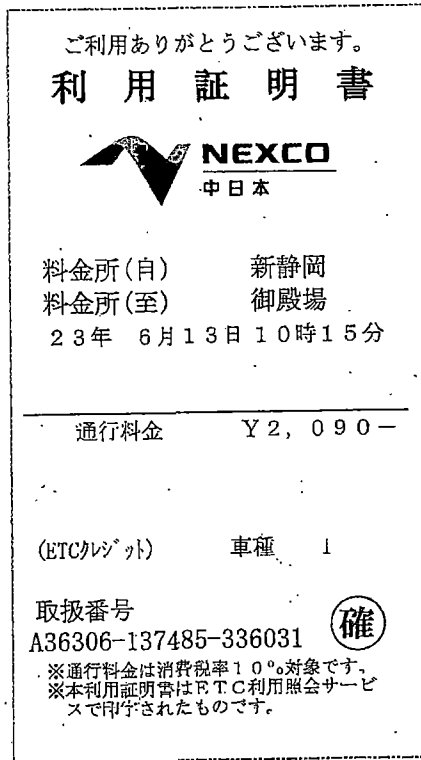 ご利用ありがとうございます。
利用証明書
NEXCO
中日本
料金所(自) 新静岡
料金所(至) 御殿場
23年 6月13日10時15分
通行料金 Y2,090-
(ETCクレジット) 車種 1
取扱番号
A36306-137485-336031 確
※通行料金は消費税率10%対象です。
※本利用証明書はETC利用照会サービ
スで印字されたものです。